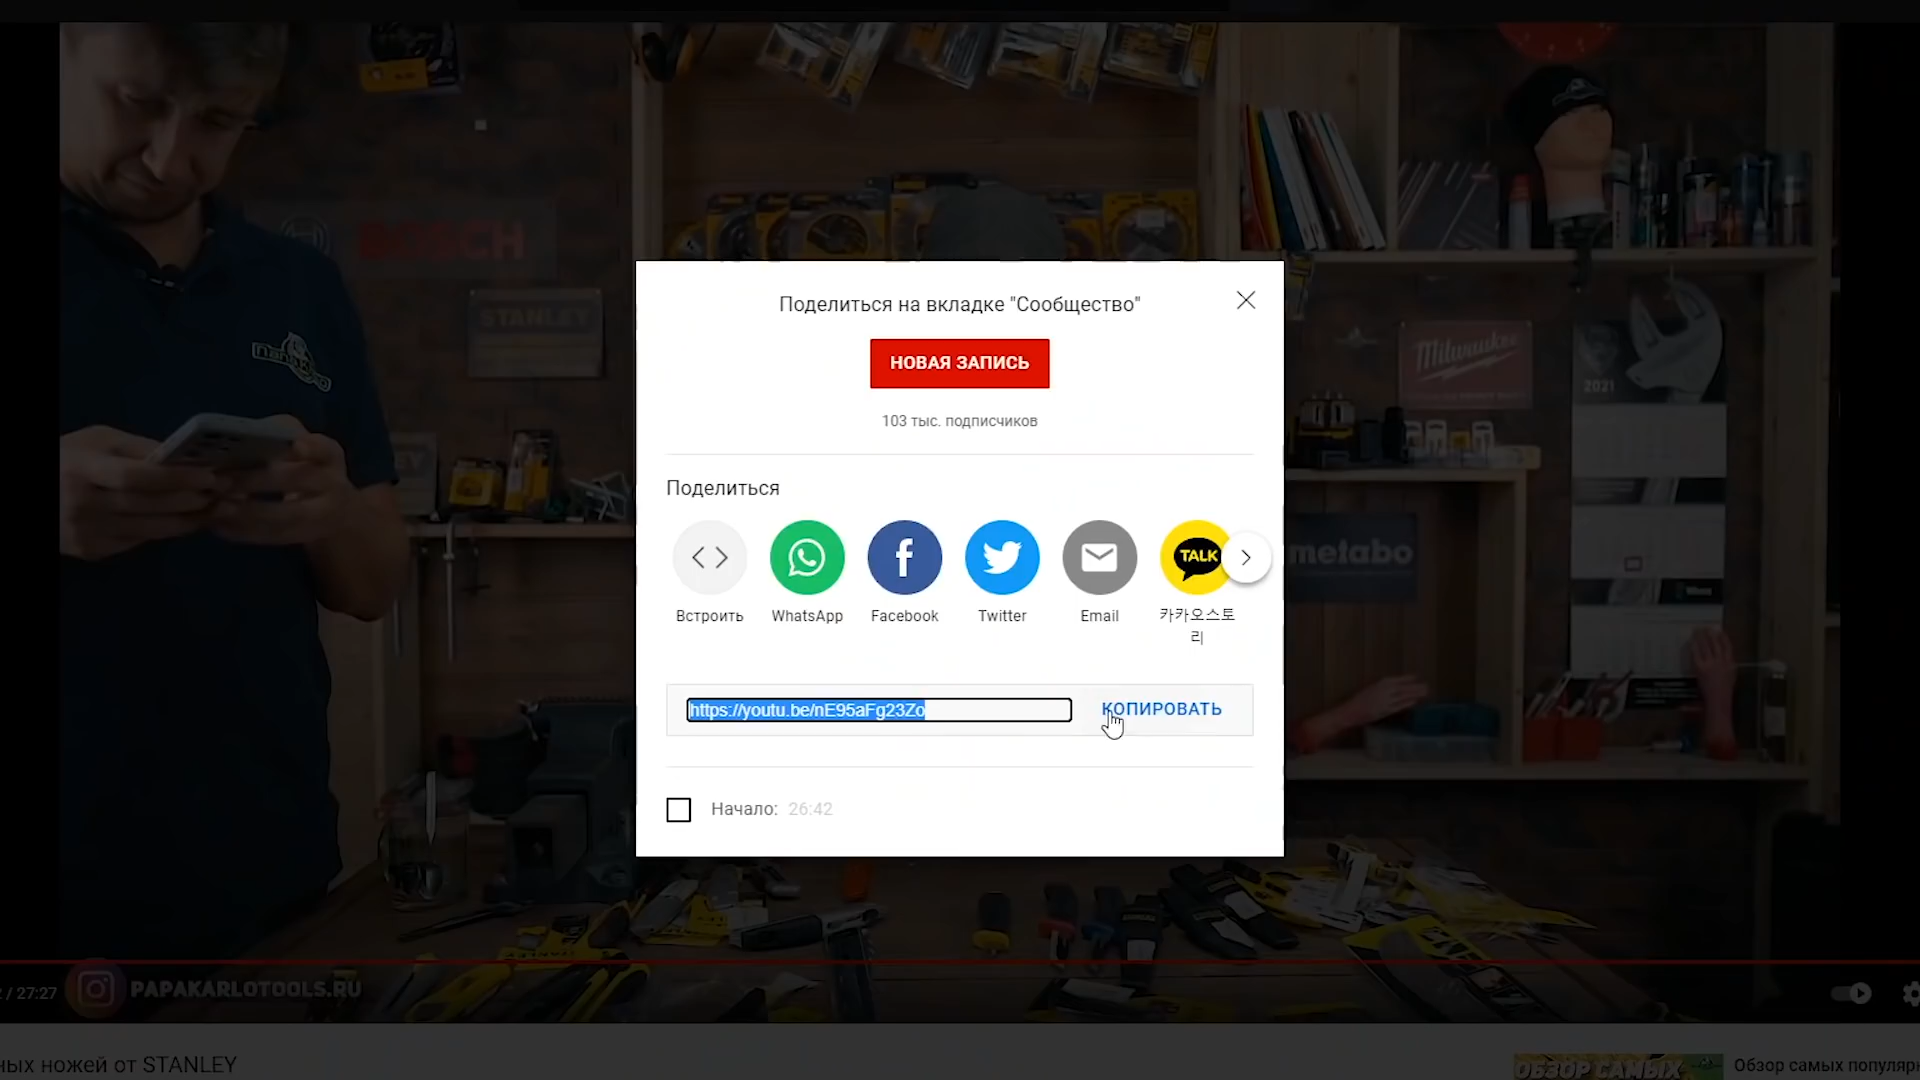 BOSCH
STANLEY
Milwaukee
2021
metabo
Поделиться на вкладке "Сообщество"
НОВАЯ ЗАПИСЬ
103 тыс. подписчиков
Поделиться
TALK
Встроить
WhatsApp
Facebook
Twitter
Email
카카오스토
리
https://youtu.be/nE95aFg23Zo
КОПИРОВАТЬ
Начало: 26:42
/ 27:27
PAPAKARLOTOOLS.RU
ножей от STANLEY
ОБЗОР САМЫХ
Обзор самых